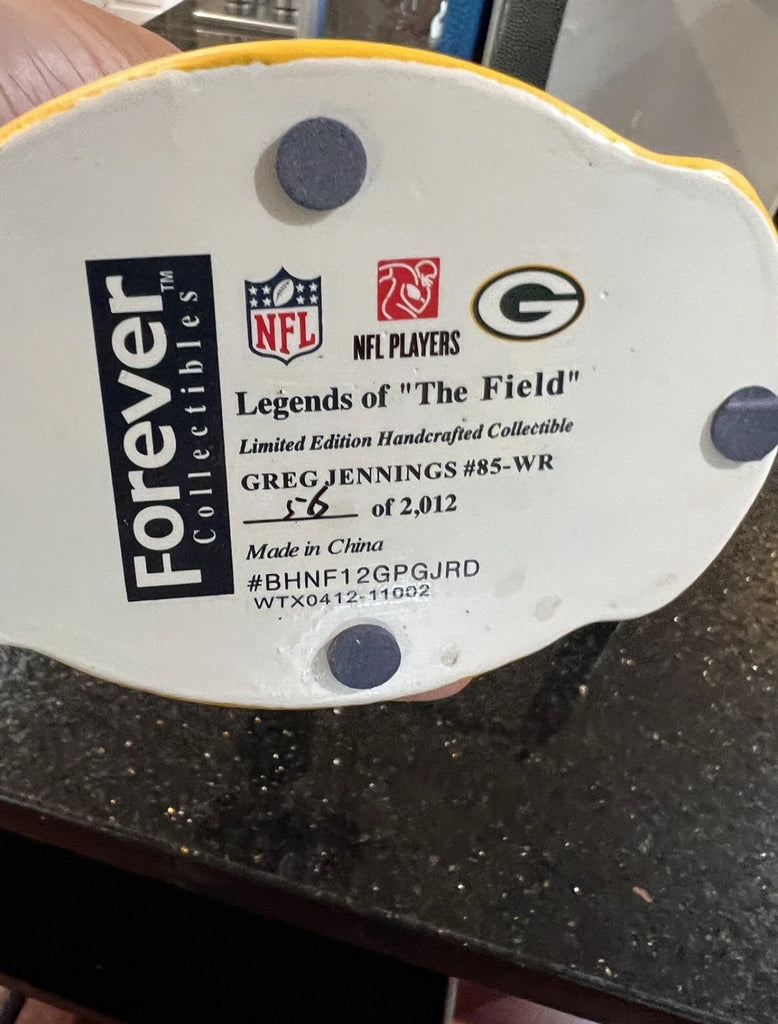 Forever™
Collectibles
NFL
NFL PLAYERS
G
Legends of "The Field"
Limited Edition Handcrafted Collectible
GREG JENNINGS #85-WR
56 of 2,012
Made in China
#BHNF12GPGJRD
WTX0412-11002